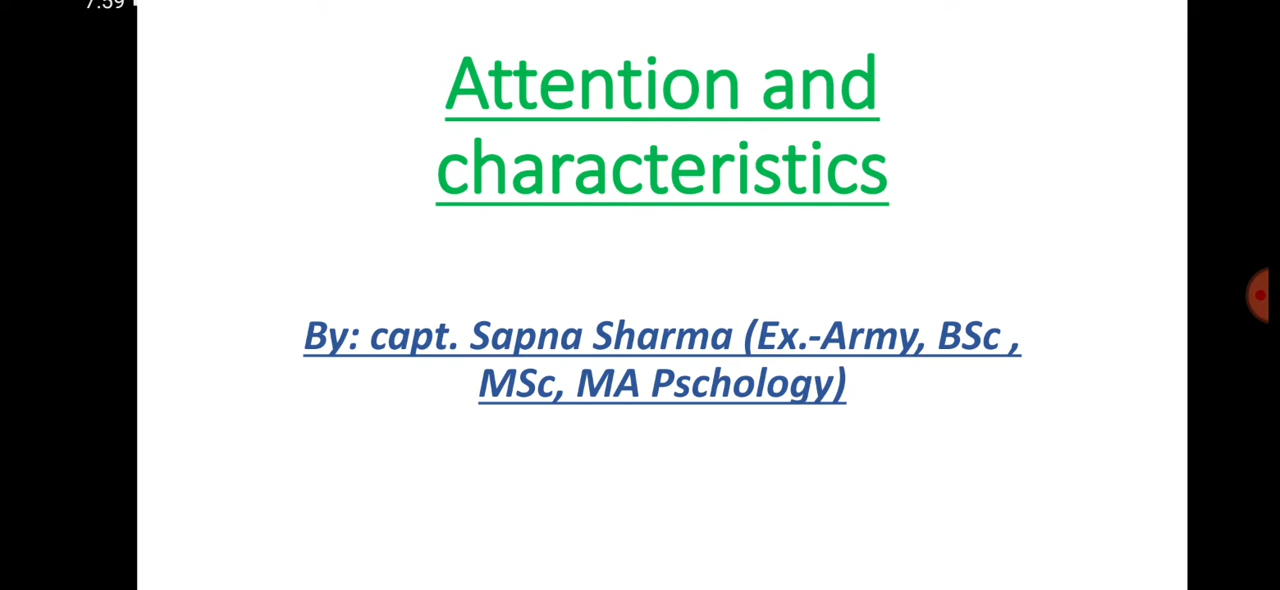 7:59
Attention and
characteristics
By: capt. Sapna Sharma (Ex.-Army, BSc ,
MSc, MA Pschology)